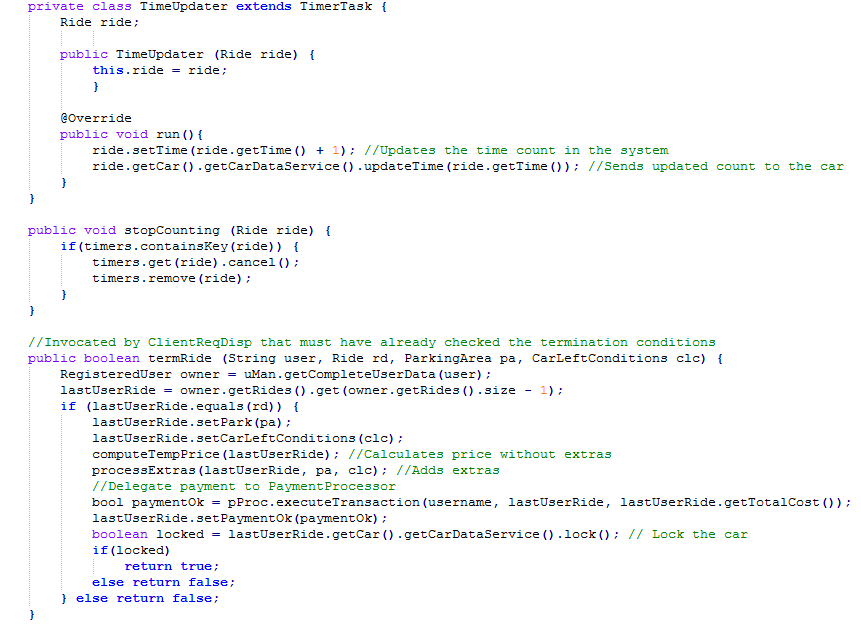 private class TimeUpdater extends TimerTask {
Ride ride;
public TimeUpdater (Ride ride) {
this.ride = ride;
}
@Override
public void run(){
ride.setTime(ride.getTime() + 1); //Updates the time count in the system
ride.getCar().getCarDataService().updateTime(ride.getTime()); //Sends updated count to the car
}
}
public void stopCounting (Ride ride) {
if(timers.containsKey(ride)) {
timers.get(ride).cancel();
timers.remove(ride);
}
}
//Invocated by ClientReqDisp that must have already checked the termination conditions
public boolean termRide (String user, Ride rd, ParkingArea pa, CarLeftConditions clc) {
RegisteredUser owner = uMan.getCompleteUserData(user);
lastUserRide = owner.getRides().get(owner.getRides().size - 1);
if (lastUserRide.equals(rd)) {
lastUserRide.setPark(pa);
lastUserRide.setCarLeftConditions(clc);
computeTempPrice(lastUserRide); //Calculates price without extras
processExtras(lastUserRide, pa, clc); //Adds extras
//Delegate payment to PaymentProcessor
bool paymentOk = pProc.executeTransaction(username, lastUserRide, lastUserRide.getTotalCost());
lastUserRide.setPaymentOk(paymentOk);
boolean locked = lastUserRide.getCar().getCarDataService().lock(); // Lock the car
if(locked)
return true;
else return false;
} else return false;
}